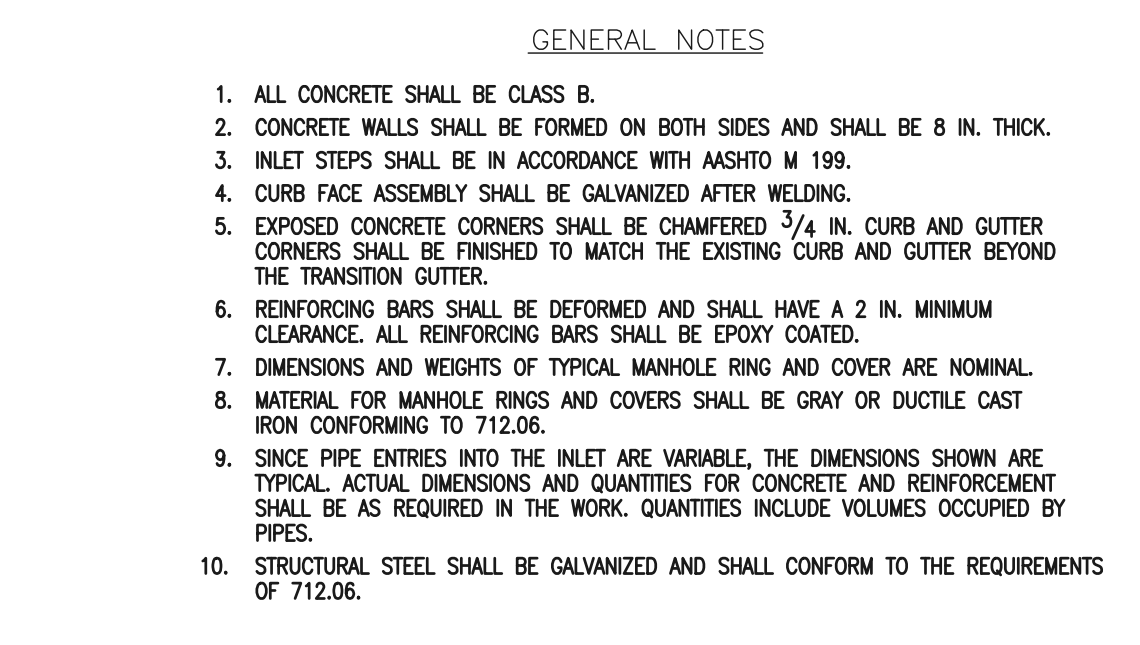 GENERAL NOTES
1. ALL CONCRETE SHALL BE CLASS B.
2. CONCRETE WALLS SHALL BE FORMED ON BOTH SIDES AND SHALL BE 8 IN. THICK.
3. INLET STEPS SHALL BE IN ACCORDANCE WITH AASHTO M 199.
4. CURB FACE ASSEMBLY SHALL BE GALVANIZED AFTER WELDING.
5. EXPOSED CONCRETE CORNERS SHALL BE CHAMFERED 3/4 IN. CURB AND GUTTER
CORNERS SHALL BE FINISHED TO MATCH THE EXISTING CURB AND GUTTER BEYOND
THE TRANSITION GUTTER.
6. REINFORCING BARS SHALL BE DEFORMED AND SHALL HAVE A 2 IN. MINIMUM
CLEARANCE. ALL REINFORCING BARS SHALL BE EPOXY COATED.
7. DIMENSIONS AND WEIGHTS OF TYPICAL MANHOLE RING AND COVER ARE NOMINAL.
8. MATERIAL FOR MANHOLE RINGS AND COVERS SHALL BE GRAY OR DUCTILE CAST
IRON CONFORMING TO 712.06.
9. SINCE PIPE ENTRIES INTO THE INLET ARE VARIABLE, THE DIMENSIONS SHOWN ARE
TYPICAL. ACTUAL DIMENSIONS AND QUANTITIES FOR CONCRETE AND REINFORCEMENT
SHALL BE AS REQUIRED IN THE WORK. QUANTITIES INCLUDE VOLUMES OCCUPIED BY
PIPES.
10. STRUCTURAL STEEL SHALL BE GALVANIZED AND SHALL CONFORM TO THE REQUIREMENTS
OF 712.06.